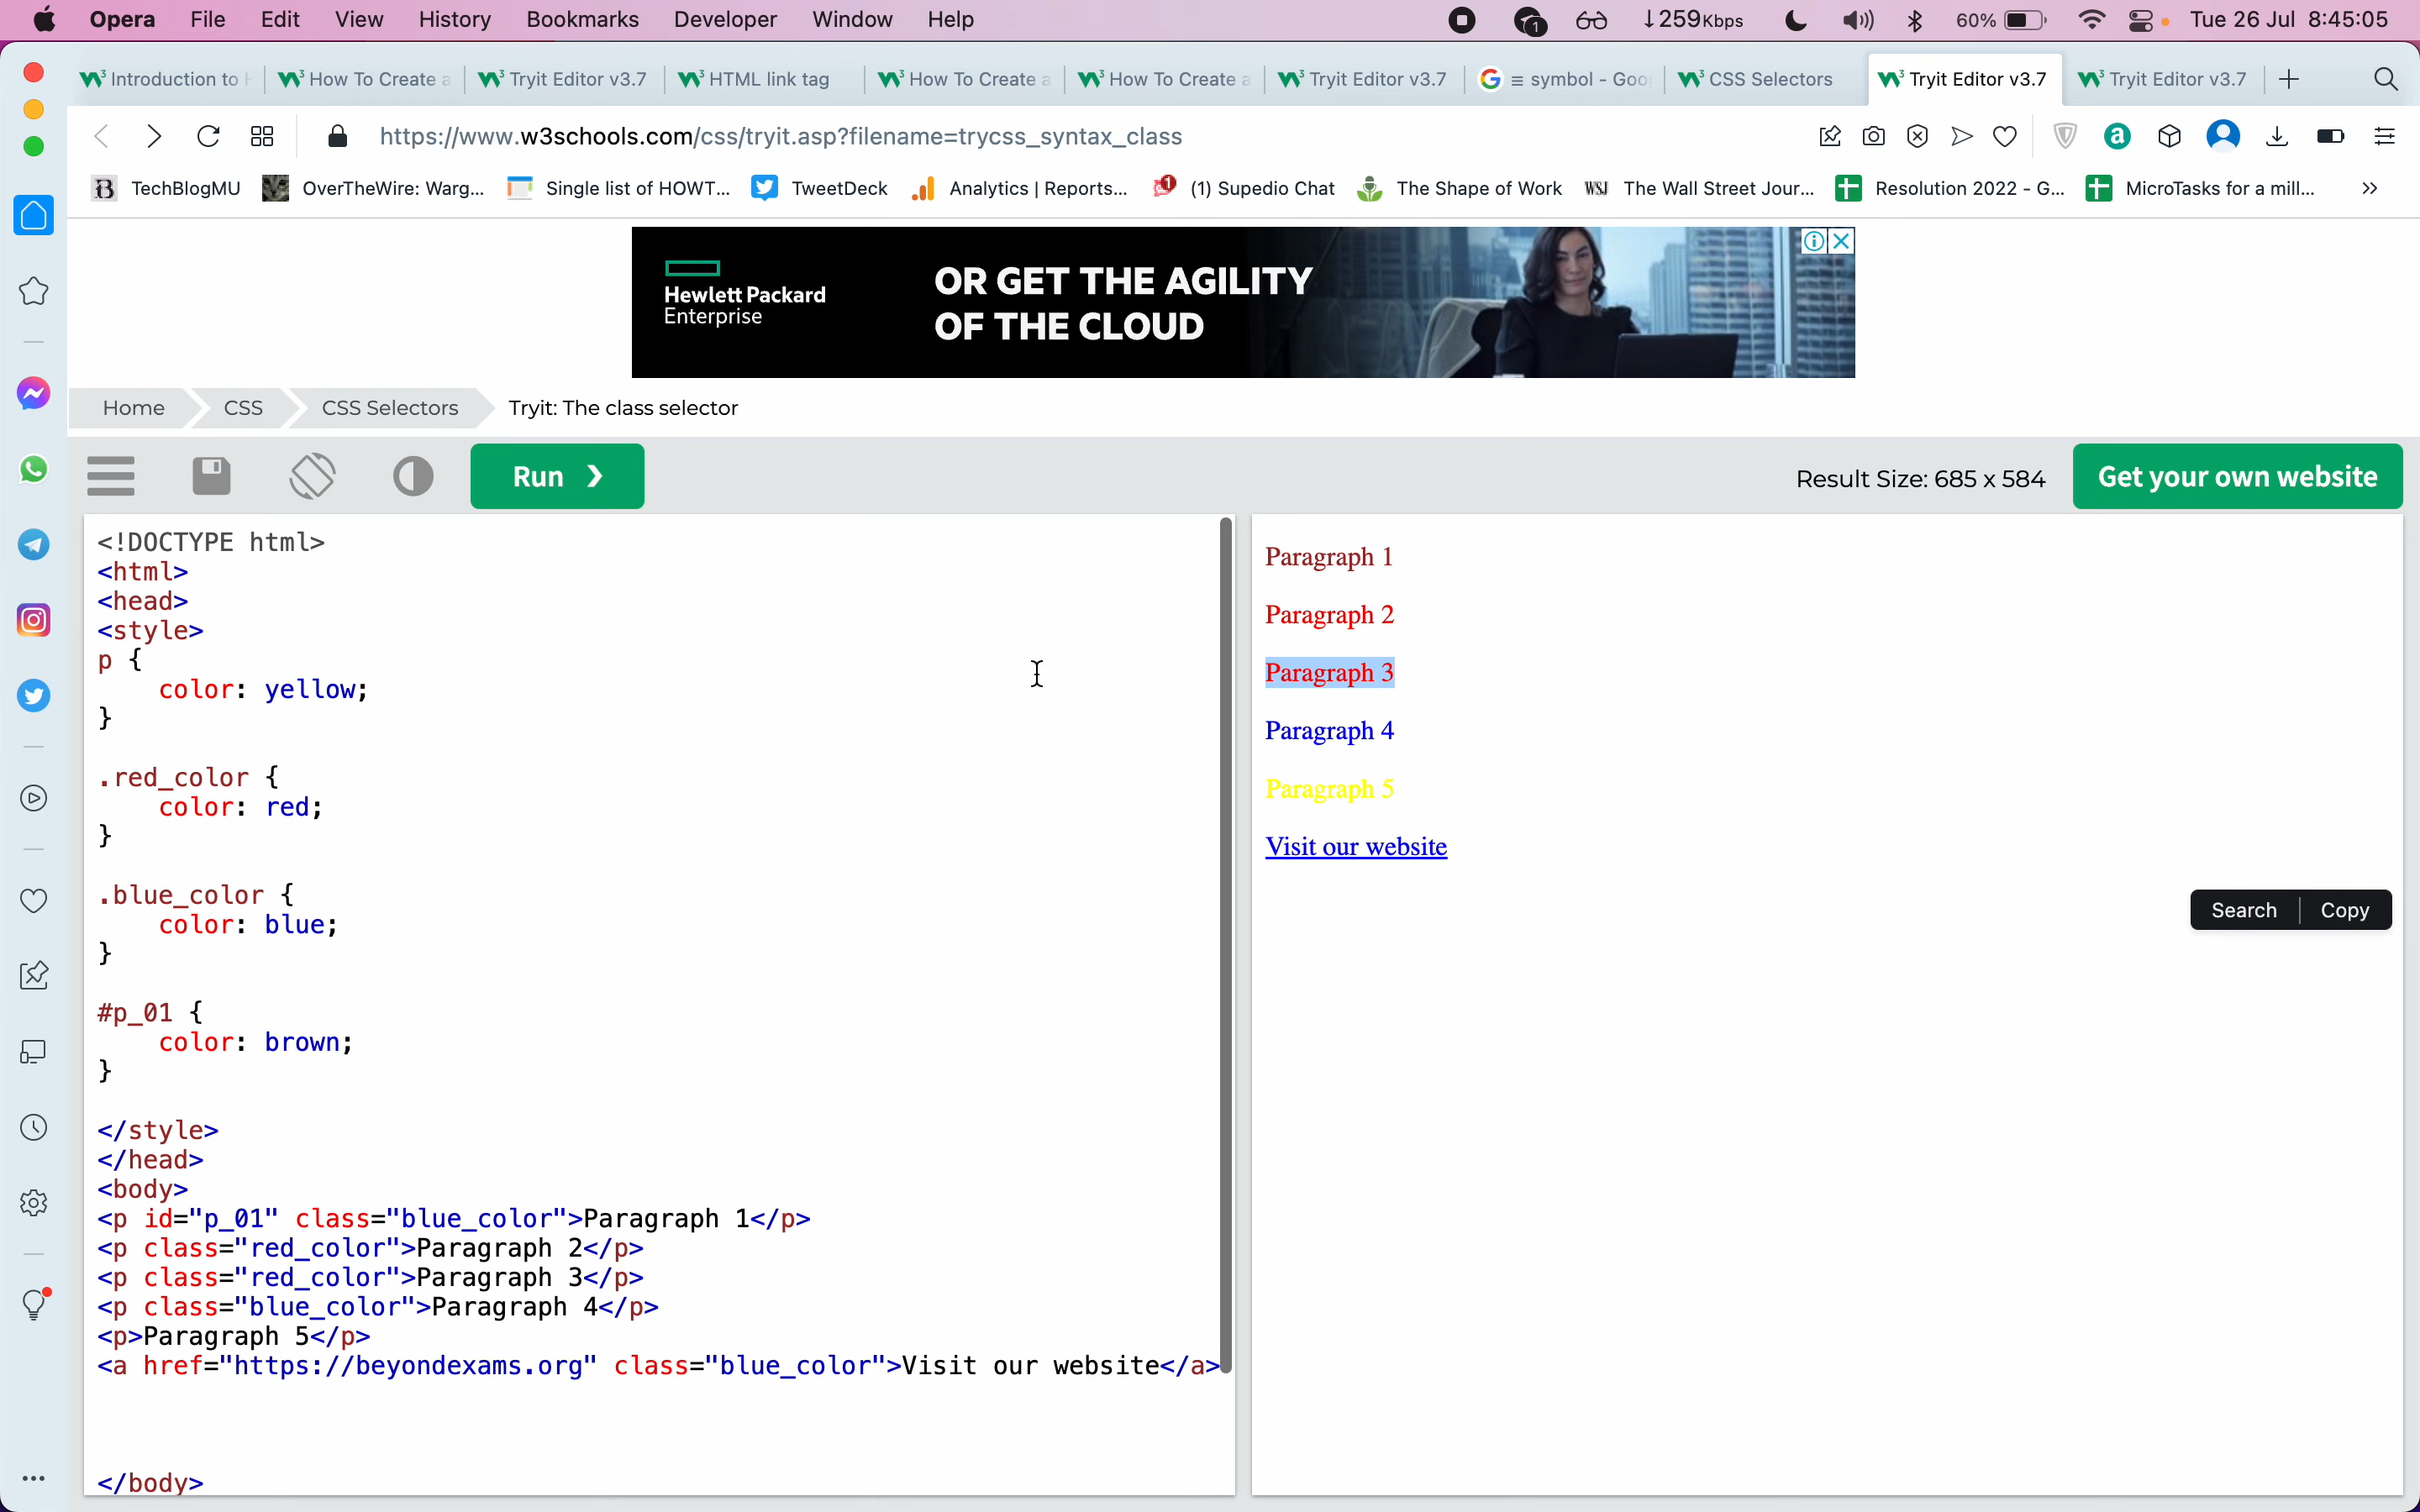 Opera File Edit View History Bookmarks Developer Window Help 1 ↓259Kbps 60% Tue 26 Jul 8:45:05
Introduction to H How To Create a Tryit Editor v3.7 HTML link tag How To Create a How To Create a Tryit Editor v3.7 ≡ symbol - Goo CSS Selectors Tryit Editor v3.7 Tryit Editor v3.7
https://www.w3schools.com/css/tryit.asp?filename=trycss_syntax_class
TechBlogMU OverTheWire: Warg... Single list of HOWT... TweetDeck Analytics | Reports... (1) Supedio Chat The Shape of Work WSJ The Wall Street Jour... Resolution 2022 - G... MicroTasks for a mill... »
Hewlett Packard
Enterprise
OR GET THE AGILITY
OF THE CLOUD
Home CSS CSS Selectors Tryit: The class selector
Run ❯ Result Size: 685 x 584 Get your own website
<!DOCTYPE html>
<html>
<head>
<style>
p {
    color: yellow;
}
.red_color {
    color: red;
}
.blue_color {
    color: blue;
}
#p_01 {
    color: brown;
}
</style>
</head>
<body>
<p id="p_01" class="blue_color">Paragraph 1</p>
<p class="red_color">Paragraph 2</p>
<p class="red_color">Paragraph 3</p>
<p class="blue_color">Paragraph 4</p>
<p>Paragraph 5</p>
<a href="https://beyondexams.org" class="blue_color">Visit our website</a>
</body>
Paragraph 1
Paragraph 2
Paragraph 3
Paragraph 4
Paragraph 5
Visit our website
Search Copy